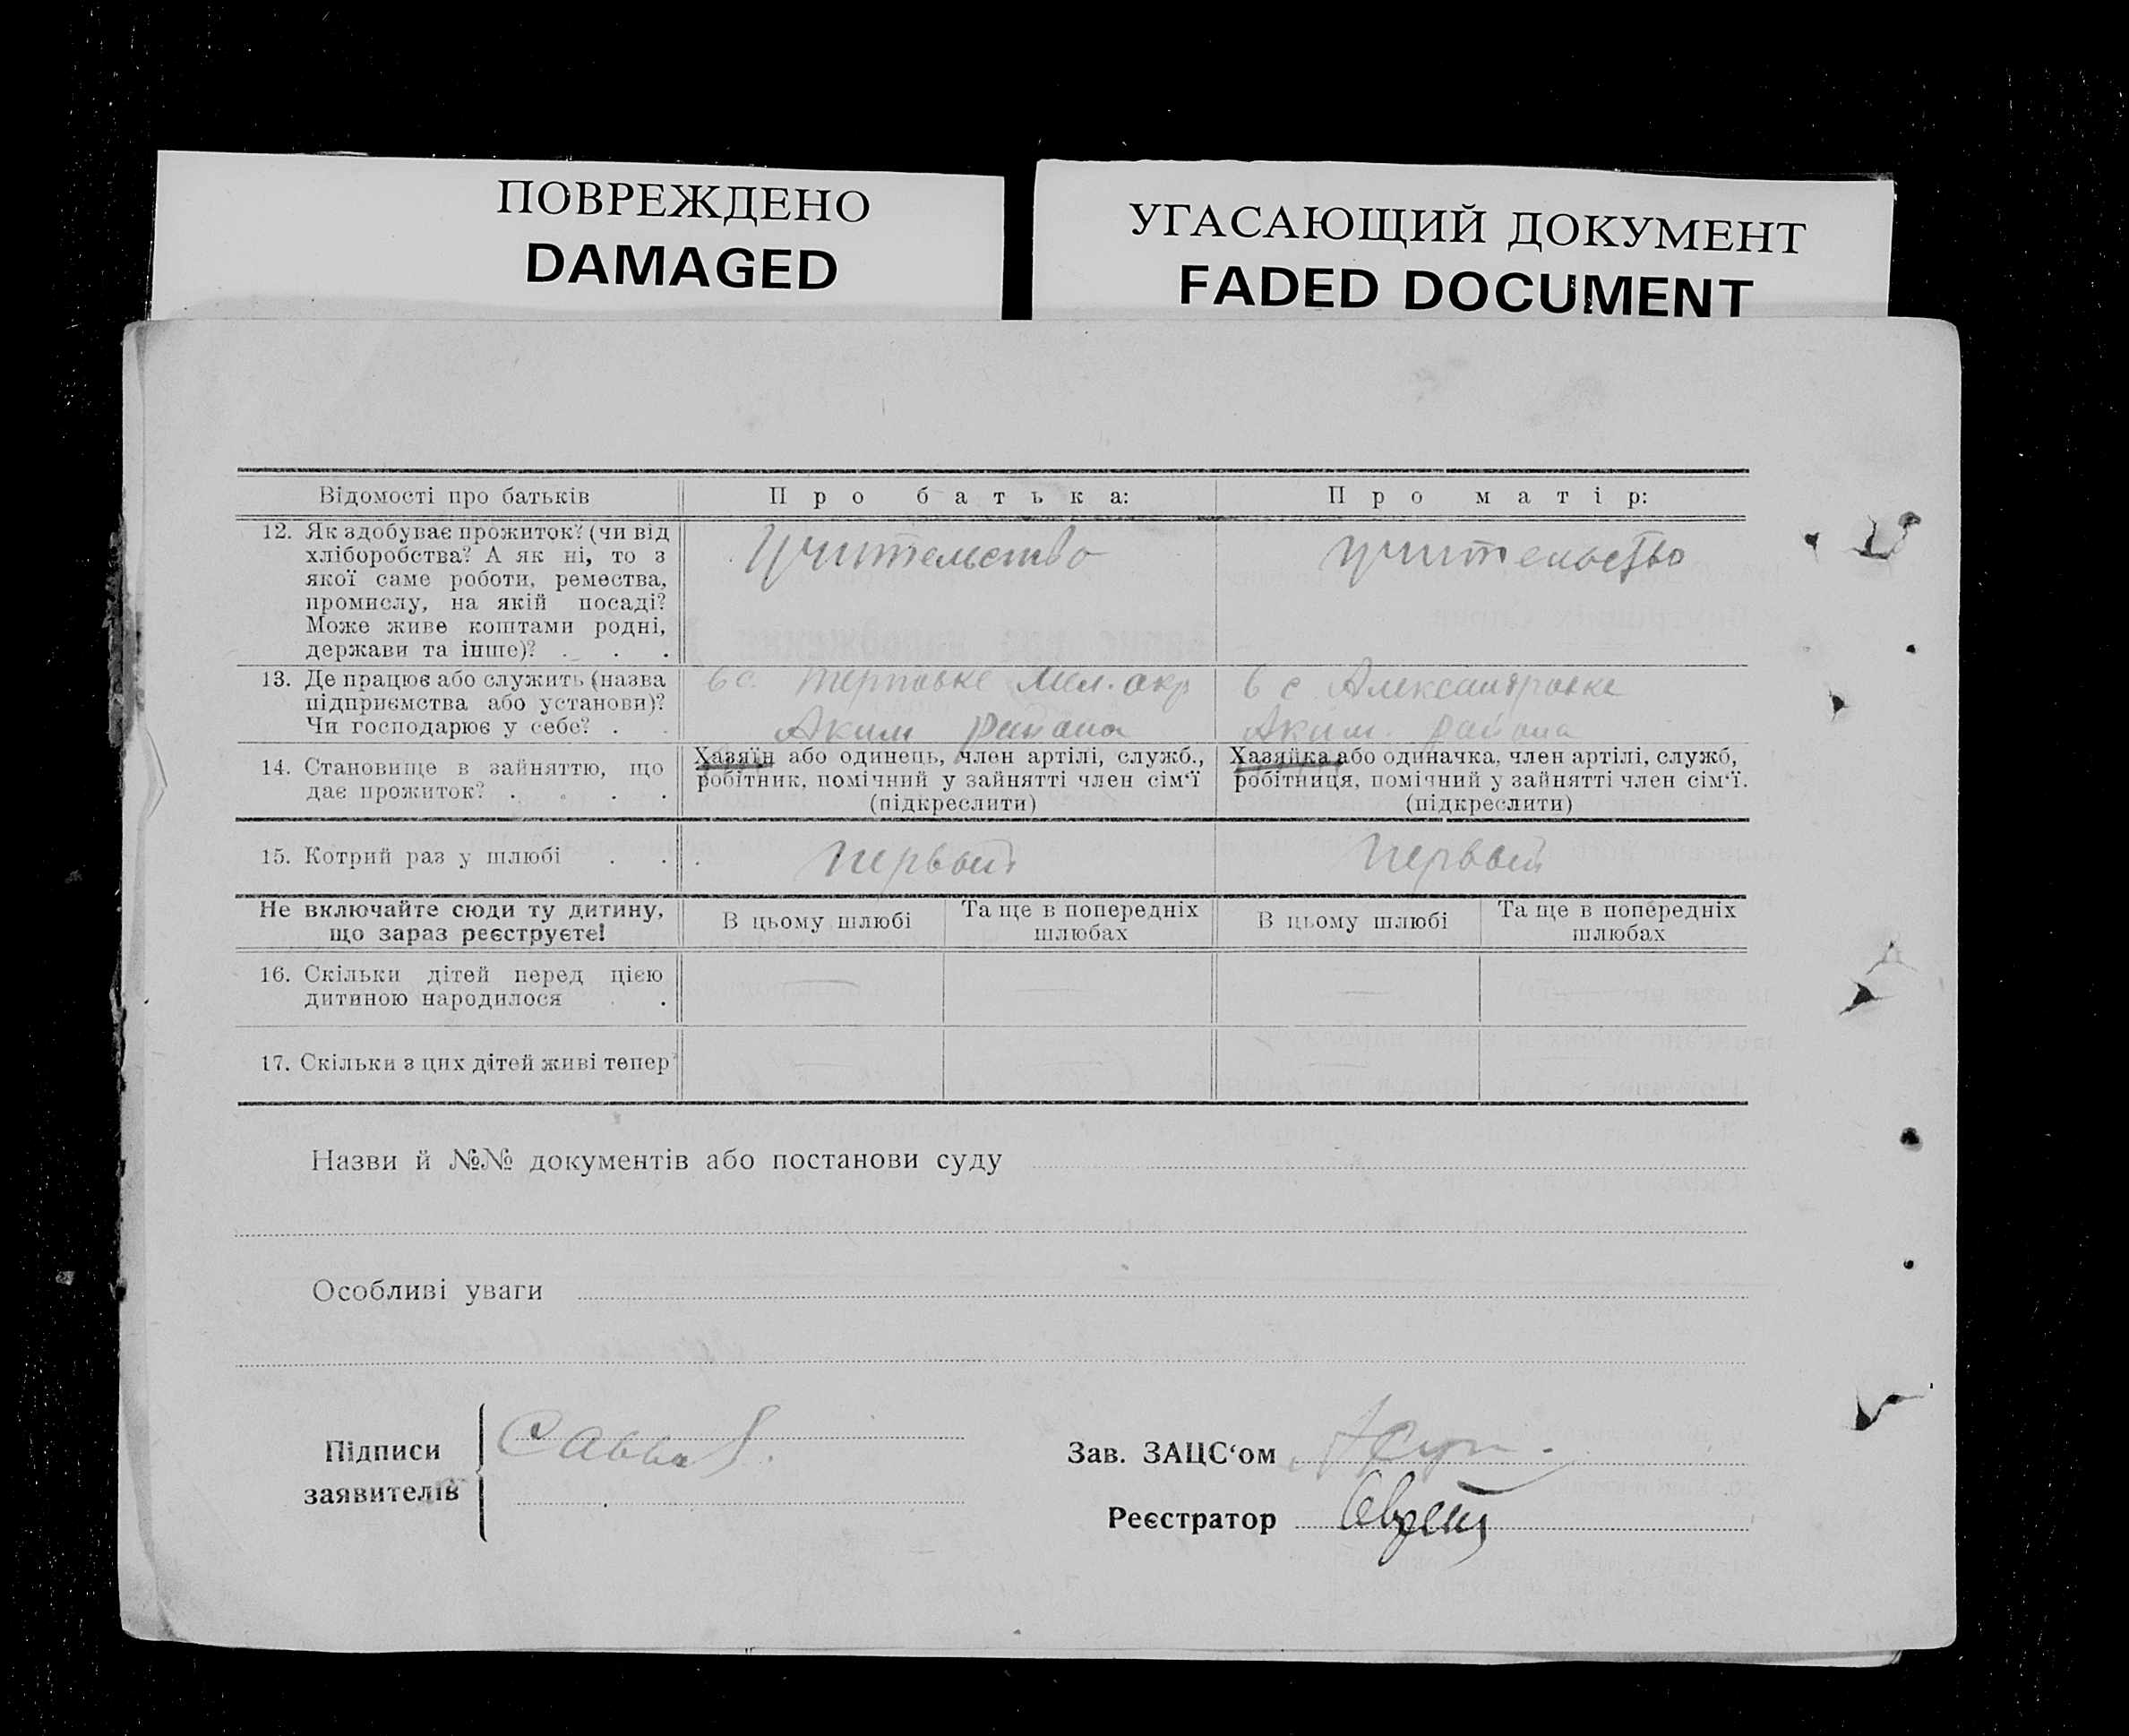 ПОВРЕЖДЕНО
DAMAGED
УГАСАЮЩИЙ ДОКУМЕНТ
FADED DOCUMENT
Відомості про батьків Про батька: Про матір:
12. Як здобуває прожиток? (чи від
хліборобства? А як ні, то з
якої саме роботи, ремества,
промислу, на якій посаді?
Може живе коштами родні,
держави та інше)? . . .
Учительство
учительство
13. Де працює або служить (назва
підприємства або установи)?
Чи господарює у себе? . .
в с. Терповке Мел. окр
Аким района
в с Александровке
Аким. района
14. Становище в зайняттю, що
дає прожиток? . . . .
Хазяїн або одинець, член артілі, служб.,
робітник, помічний у зайнятті член сім'ї
(підкреслити)
Хазяйка або одиначка, член артілі, служб,
робітниця, помічний у зайнятті член сім'ї.
(підкреслити)
15. Котрий раз у шлюбі . . . первый первый
Не включайте сюди ту дитину,
що зараз реєструєте!
В цьому шлюбі
Та ще в попередніх
шлюбах
В цьому шлюбі
Та ще в попередніх
шлюбах
16. Скільки дітей перед цією
дитиною народилося .
17. Скільки з цих дітей живі тепер
Назви й №№ документів або постанови суду
Особливі уваги
Підписи
заявителів
Савва
Зав. ЗАЦС'ом
Реєстратор